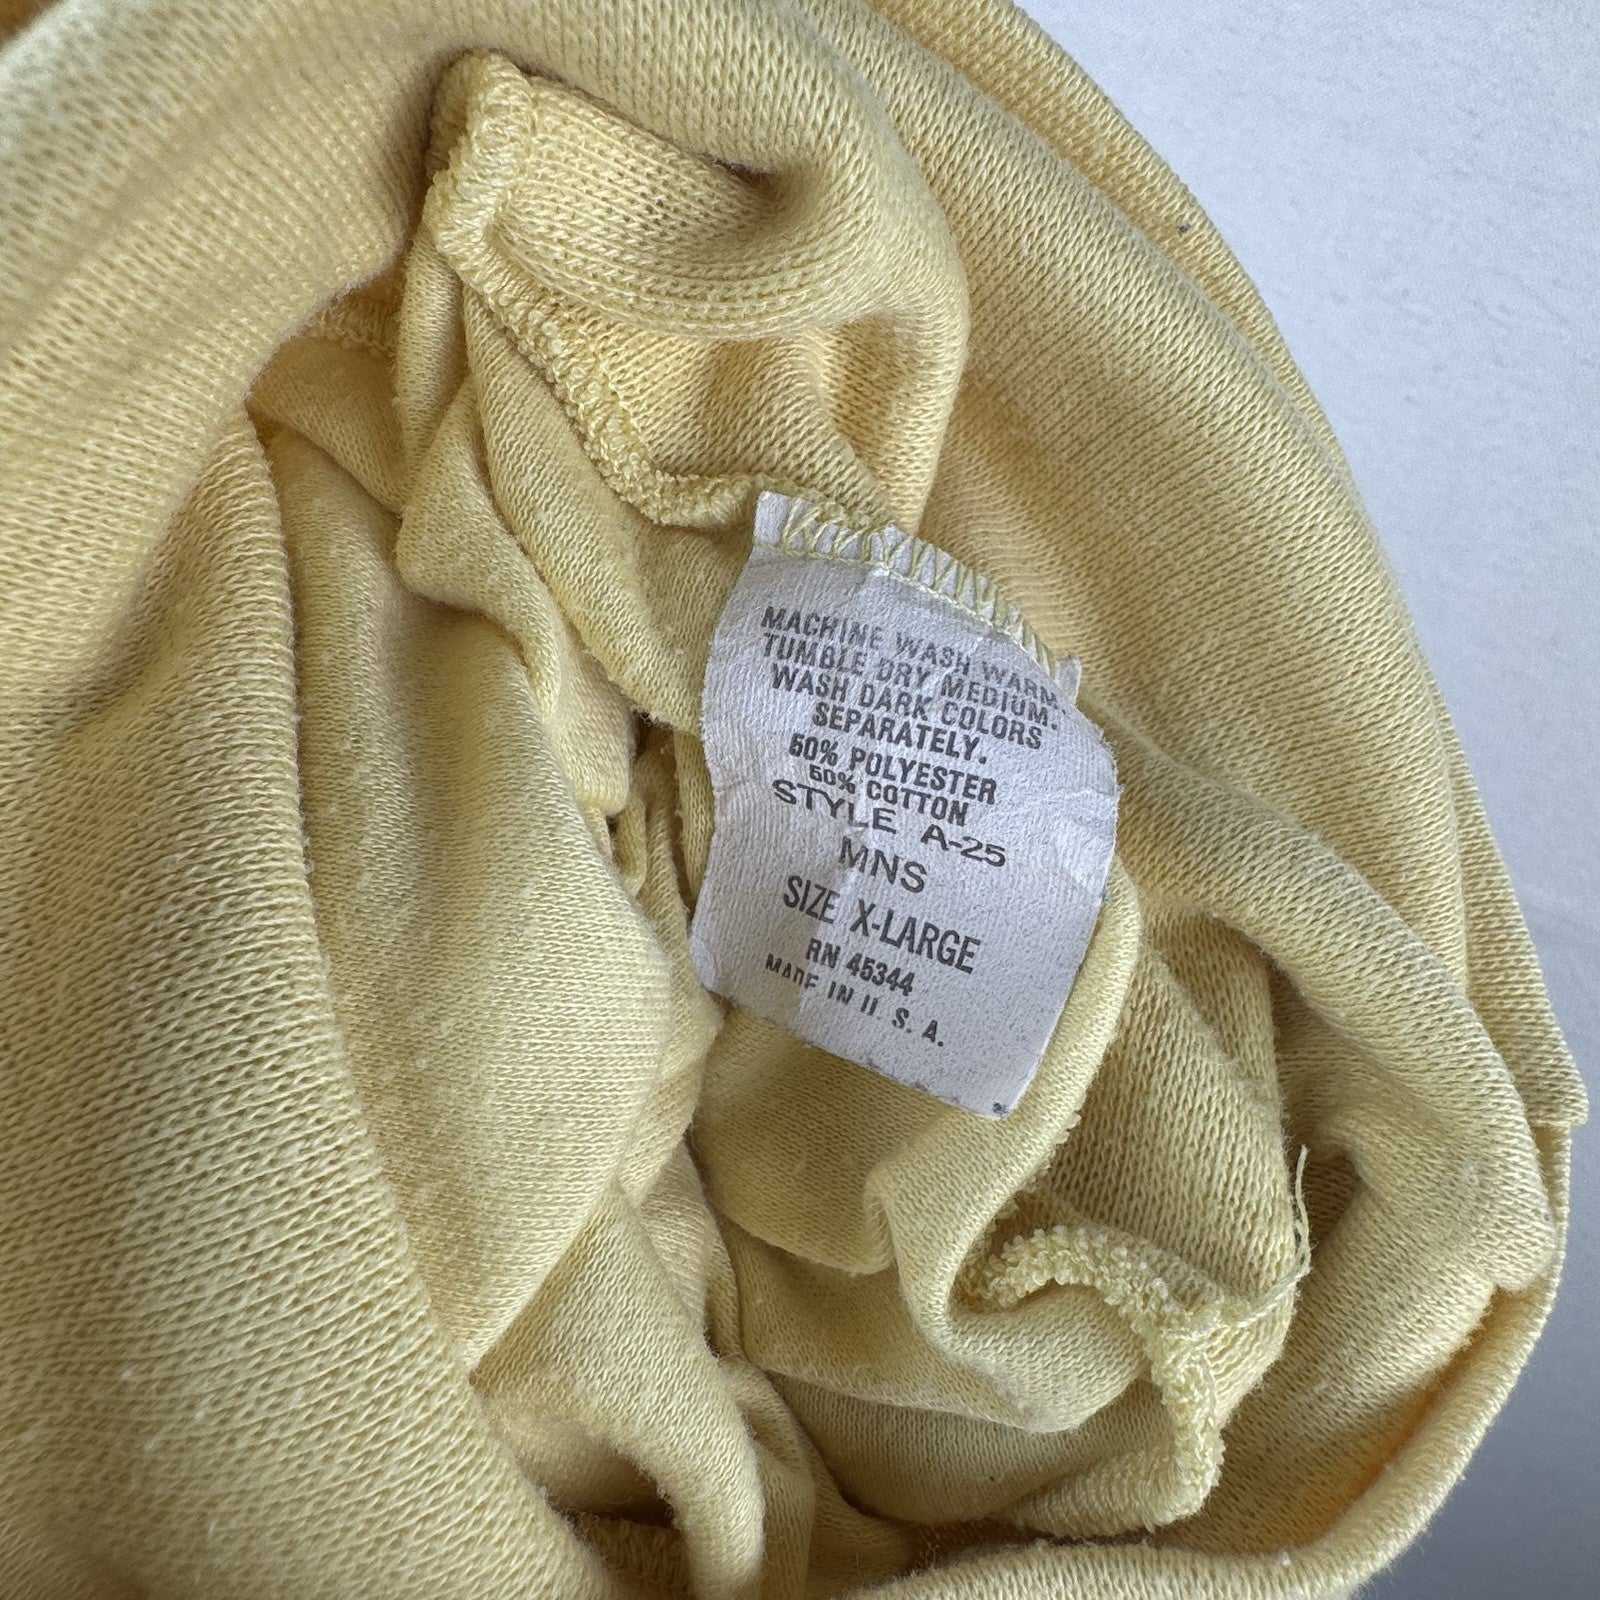 MACHINE WASH WARM.
TUMBLE DRY MEDIUM.
WASH DARK COLORS
SEPARATELY.
50% POLYESTER
50% COTTON
STYLE A-25
MNS
SIZE X-LARGE
RN 45344
MADE IN U.S.A.